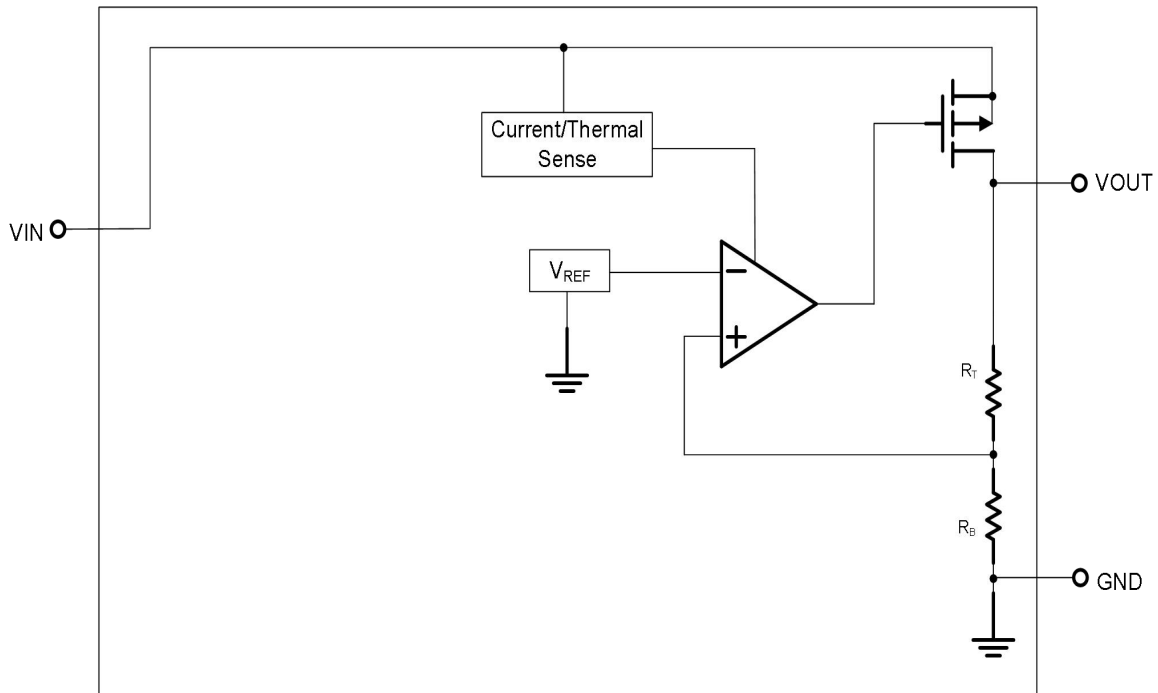 Current/Thermal
Sense
VOUT
VIN
VREF
−
+
RT
RB
GND